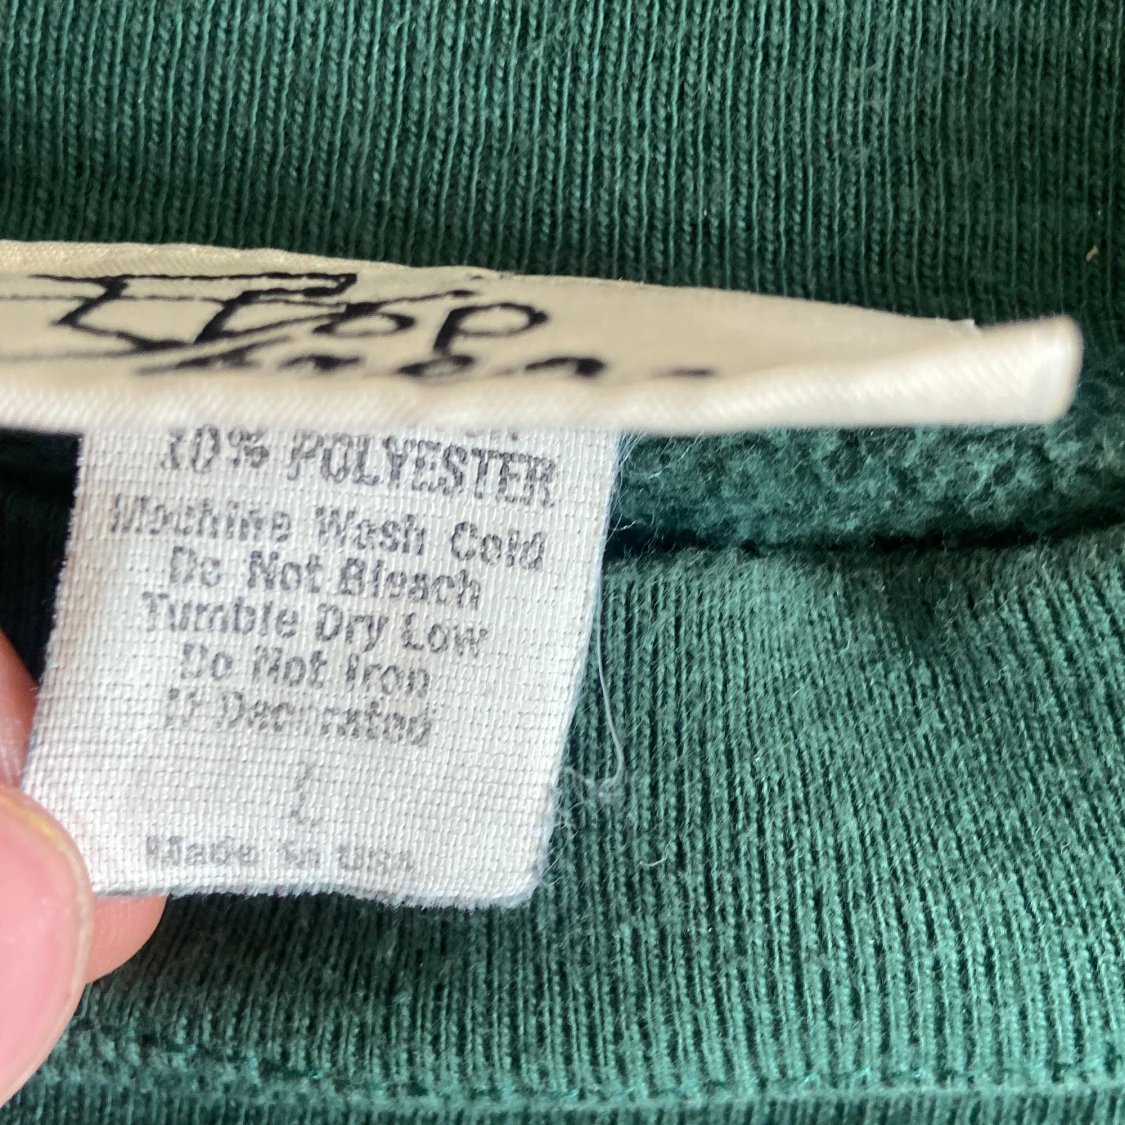 10% POLYESTER
Machine Wash Cold
Do Not Bleach
Tumble Dry Low
Do Not Iron
If Decorated
L
Made in USA